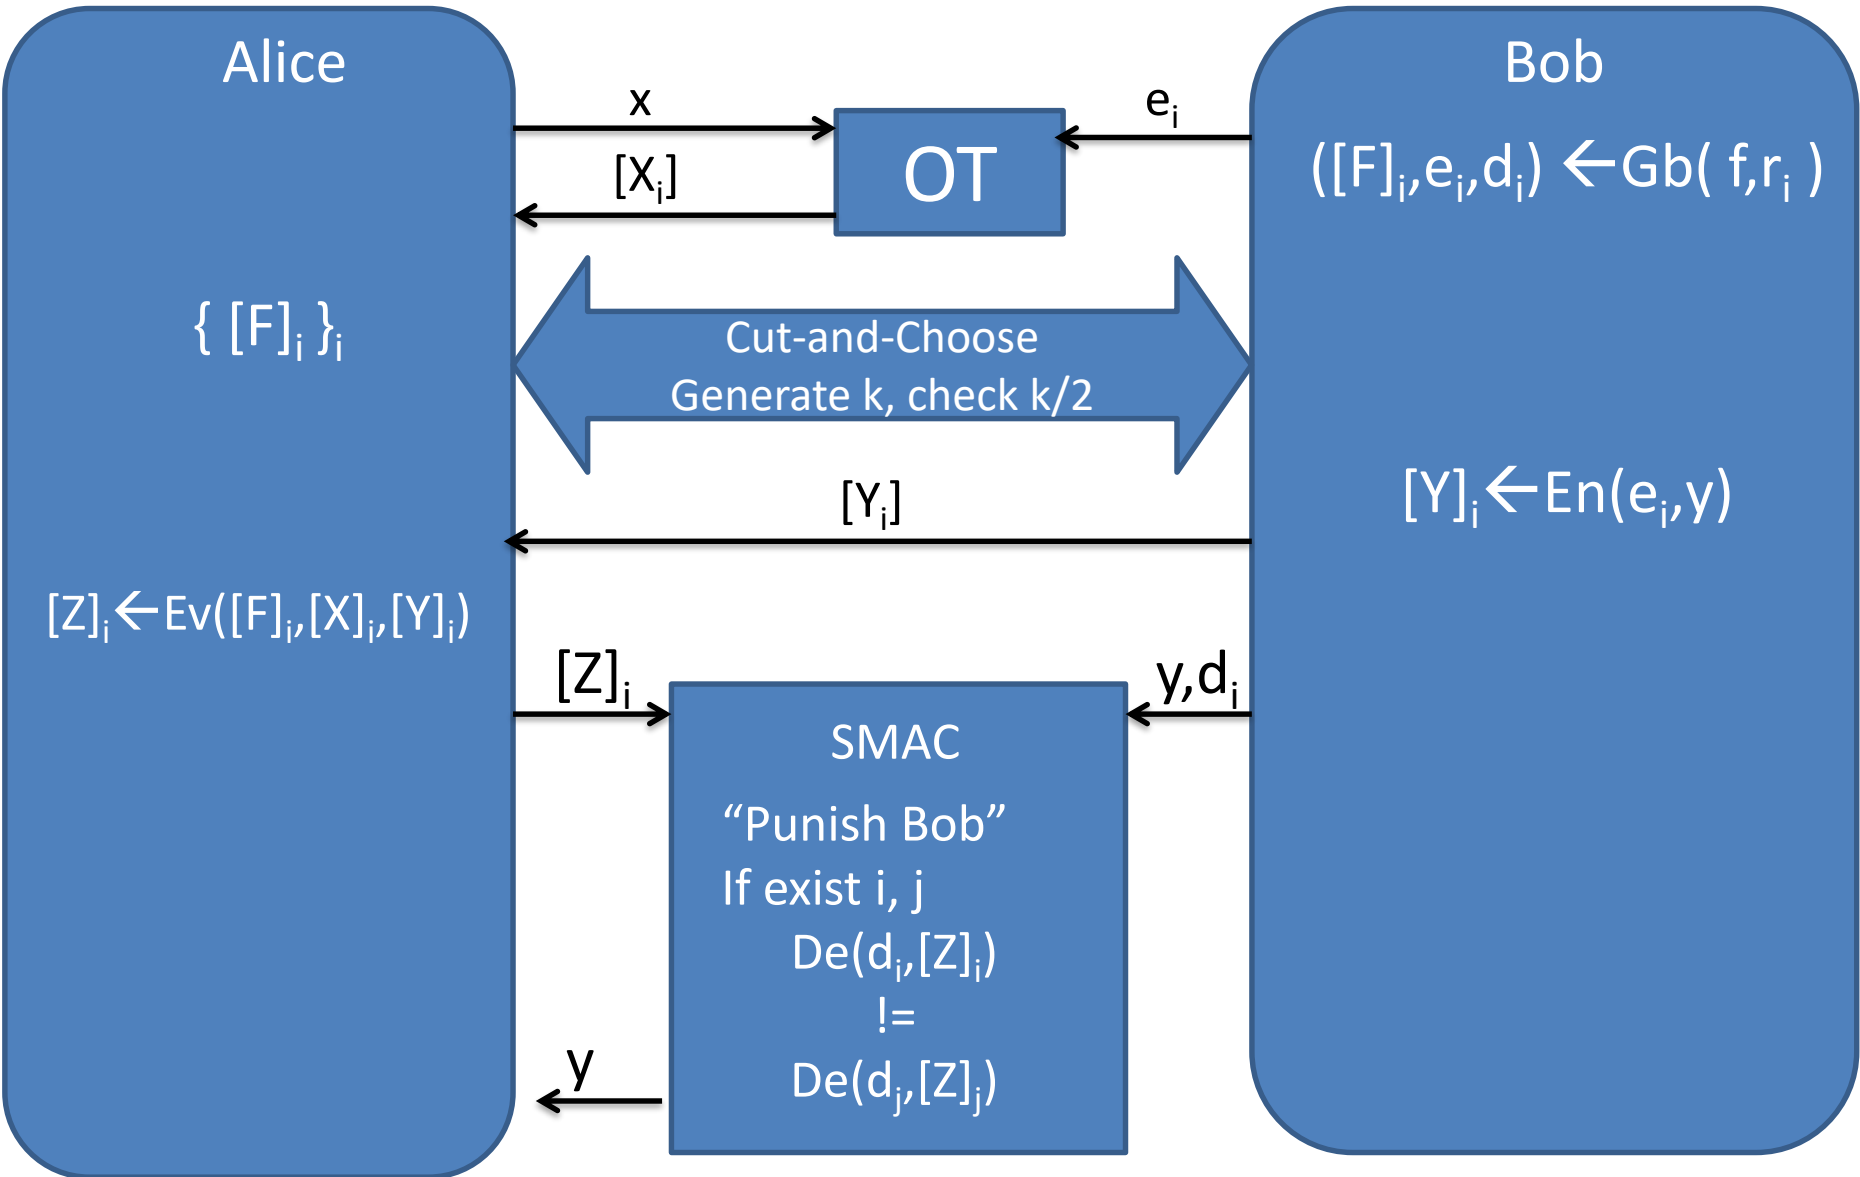 Alice
Bob
x
e_i
[X_i]
OT
([F]_i,e_i,d_i) ←Gb( f,r_i )
{ [F]_i }_i
Cut-and-Choose
Generate k, check k/2
[Y_i]
[Y]_i←En(e_i,y)
[Z]_i←Ev([F]_i,[X]_i,[Y]_i)
[Z]_i
y,d_i
SMAC
“Punish Bob”
If exist i, j
De(d_i,[Z]_i)
!=
De(d_j,[Z]_j)
y